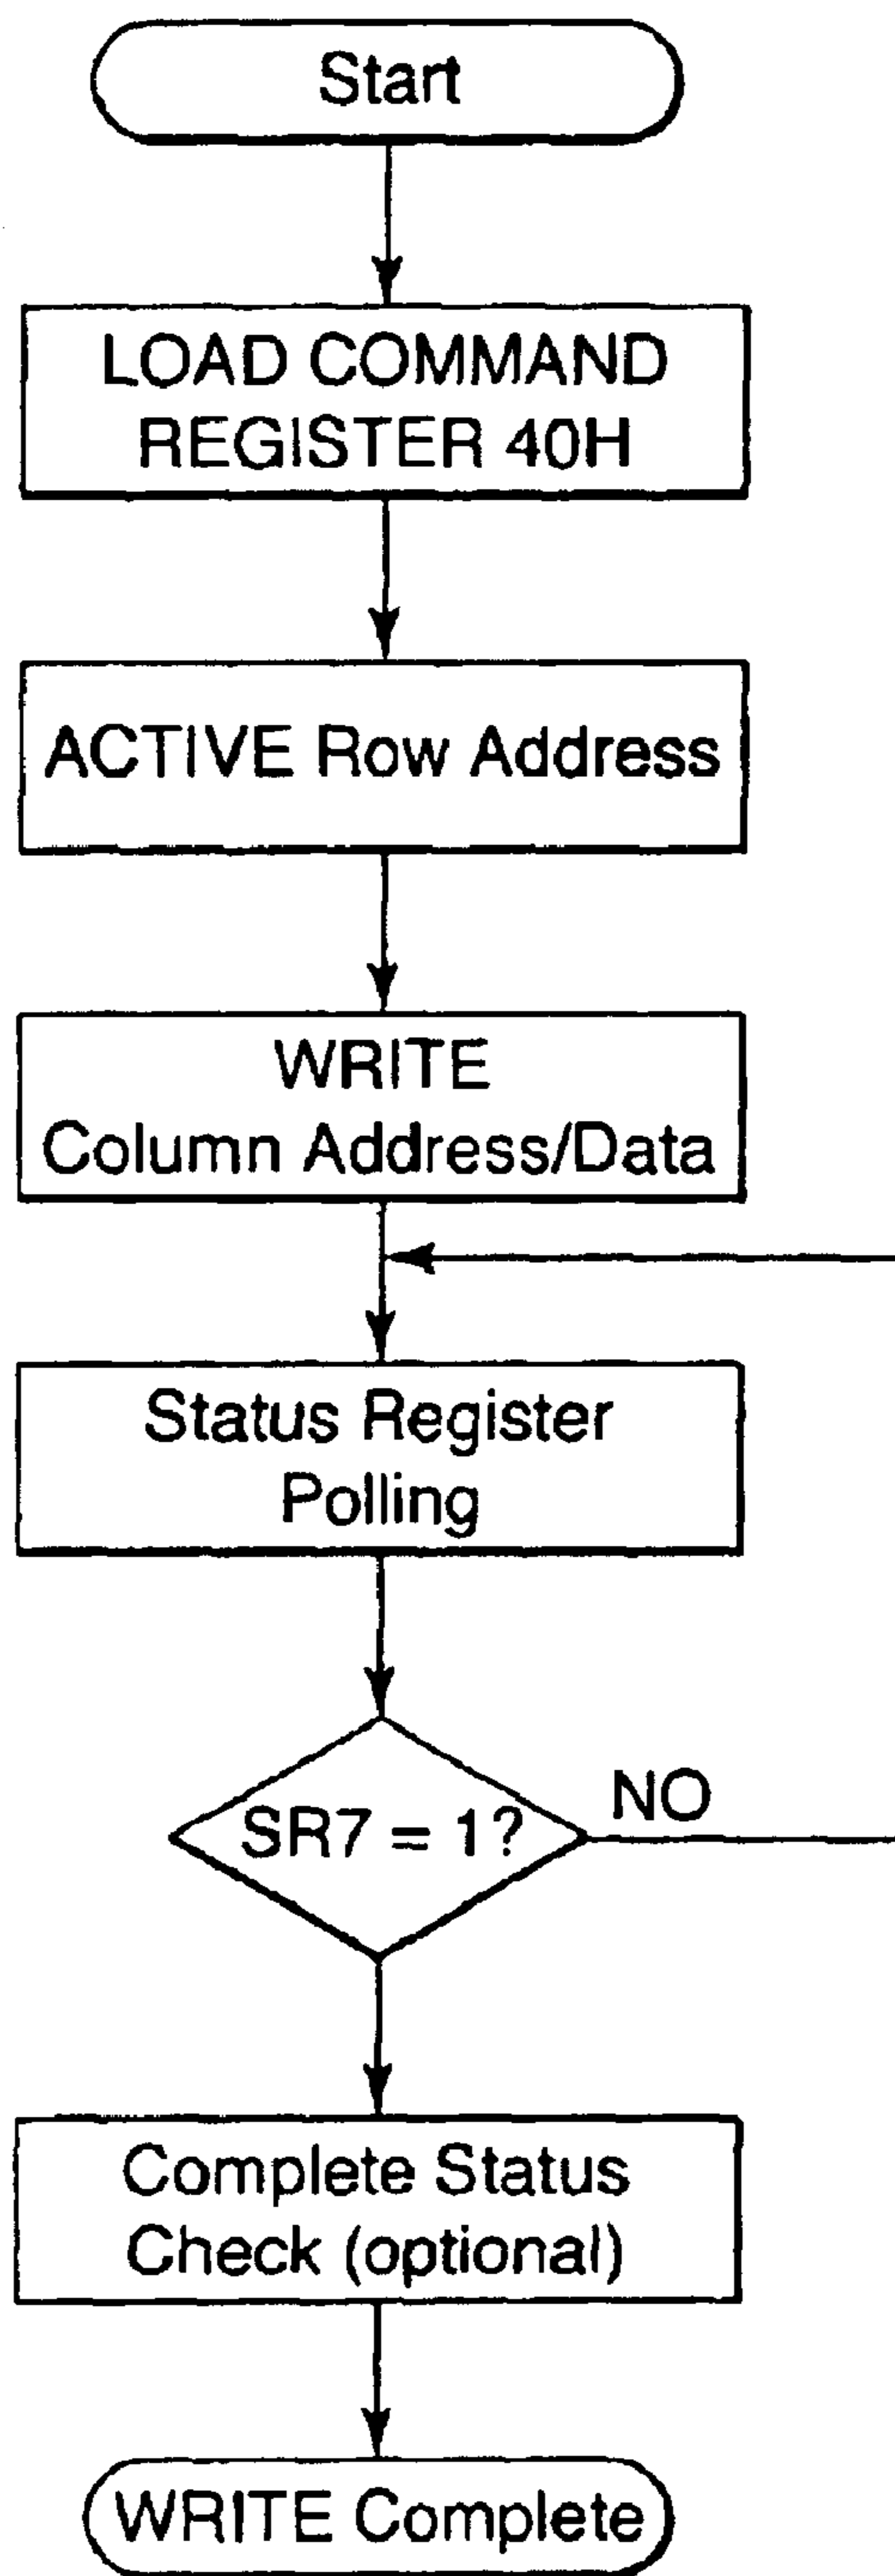 Start
LOAD COMMAND
REGISTER 40H
ACTIVE Row Address
WRITE
Column Address/Data
Status Register
Polling
SR7 = 1?
NO
Complete Status
Check (optional)
WRITE Complete